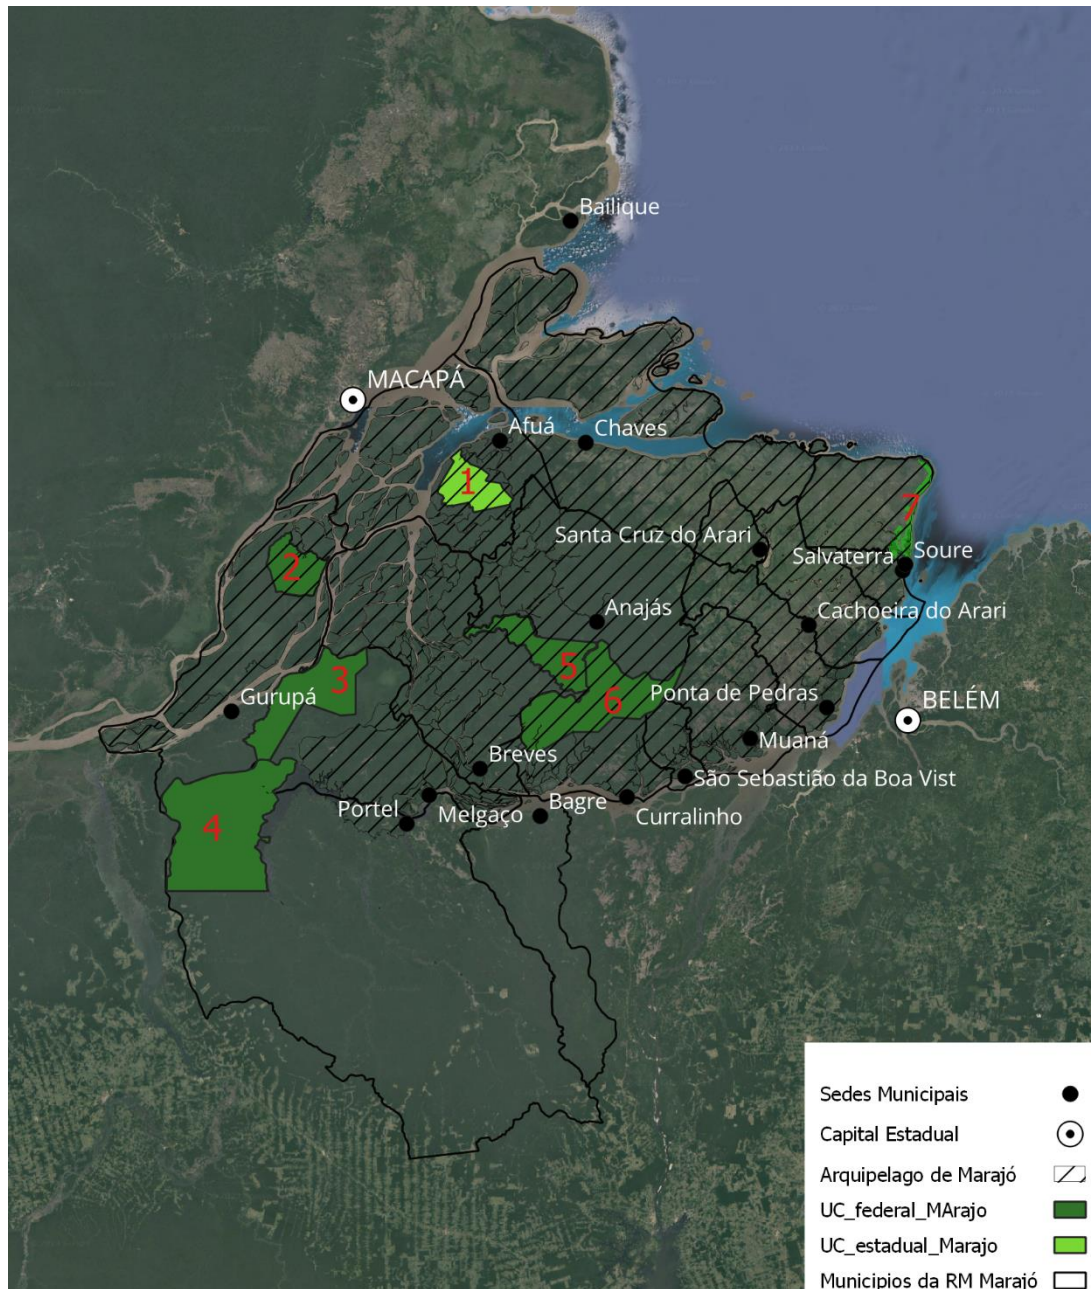 Bailique
MACAPÁ
Afuá
Chaves
1
7
Santa Cruz do Arari
Salvaterra
Soure
2
Anajás
Cachoeira do Arari
5
3
6
Gurupá
Ponta de Pedras
BELÉM
Muaná
Breves
São Sebastião da Boa Vist
Portel
Melgaço
Bagre
Curralinho
4
Sedes Municipais
Capital Estadual
Arquipelago de Marajó
UC_federal_MArajo
UC_estadual_Marajo
Municipios da RM Marajó